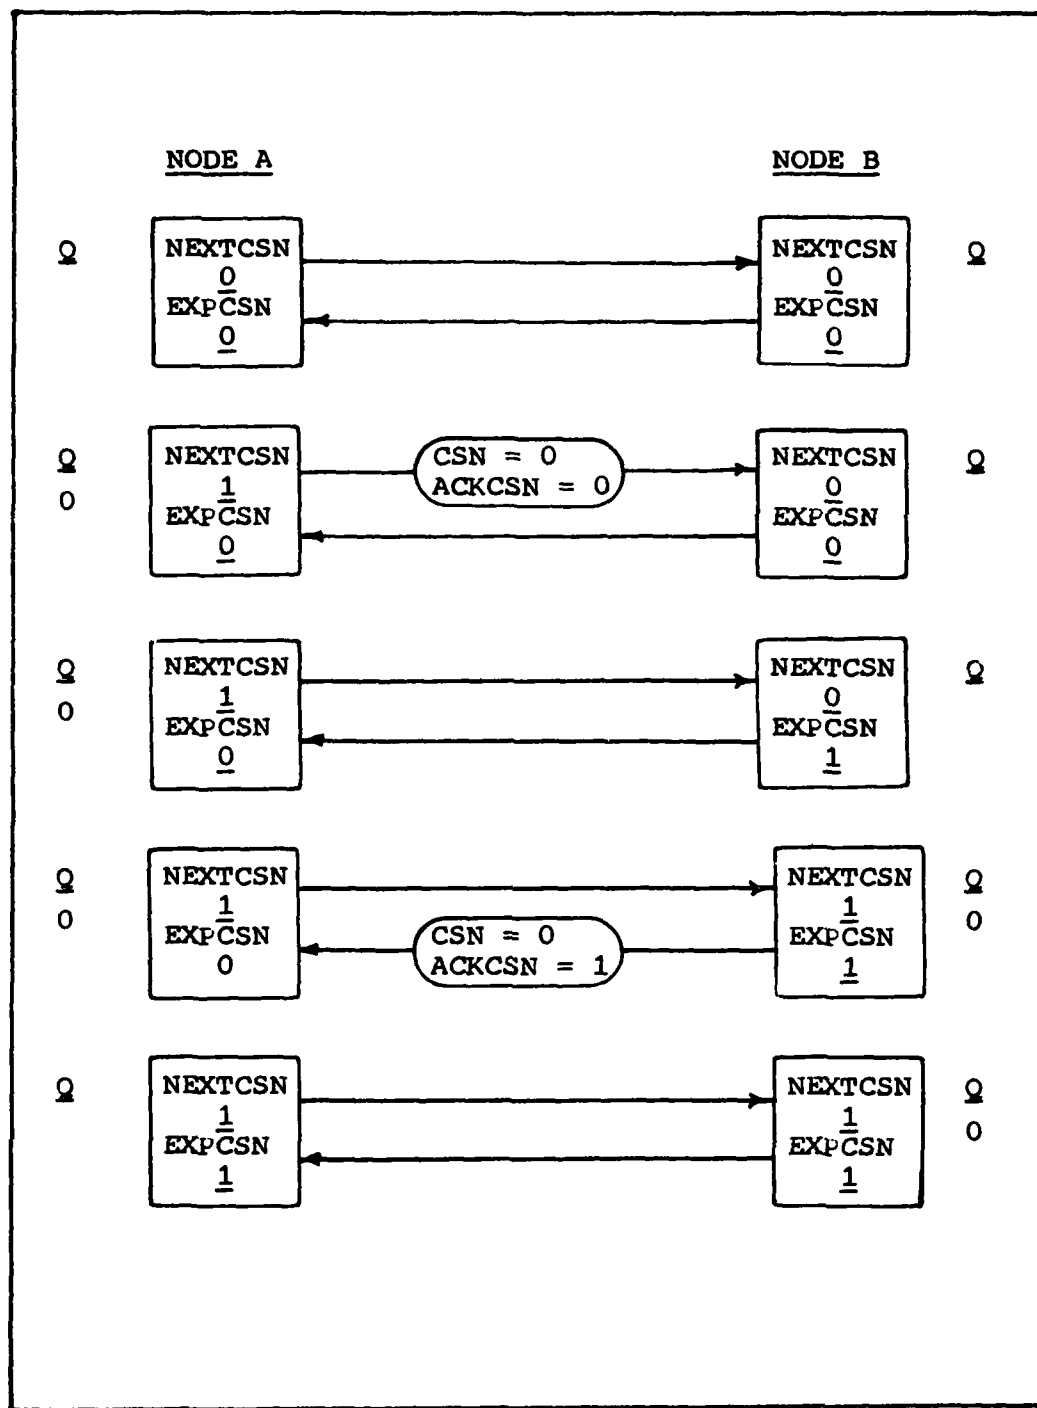 NODE A NODE B
Q NEXTCSN NEXTCSN Q
0 0
EXPCSN EXPCSN
0 0
Q NEXTCSN CSN = 0 NEXTCSN Q
0 1 ACKCSN = 0 0
EXPCSN EXPCSN
0 0
Q NEXTCSN NEXTCSN Q
0 1 0
EXPCSN EXPCSN
0 1
Q NEXTCSN NEXTCSN Q
0 1 1 0
EXPCSN CSN = 0 EXPCSN
0 ACKCSN = 1 1
Q NEXTCSN NEXTCSN Q
1 1 0
EXPCSN EXPCSN
1 1